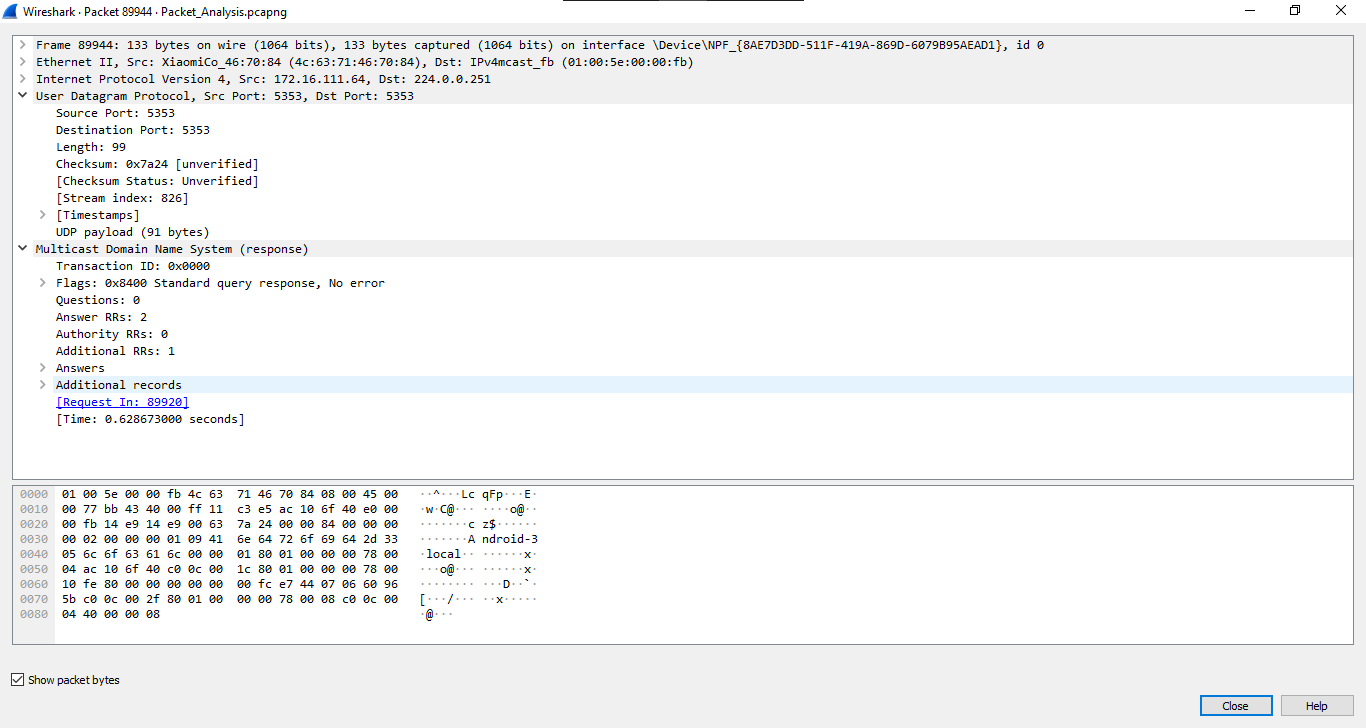 Wireshark · Packet 89944 · Packet_Analysis.pcapng
Frame 89944: 133 bytes on wire (1064 bits), 133 bytes captured (1064 bits) on interface \Device\NPF_{8AE7D3DD-511F-419A-869D-6079B95AEAD1}, id 0
Ethernet II, Src: XiaomiCo_46:70:84 (4c:63:71:46:70:84), Dst: IPv4mcast_fb (01:00:5e:00:00:fb)
Internet Protocol Version 4, Src: 172.16.111.64, Dst: 224.0.0.251
User Datagram Protocol, Src Port: 5353, Dst Port: 5353
Source Port: 5353
Destination Port: 5353
Length: 99
Checksum: 0x7a24 [unverified]
[Checksum Status: Unverified]
[Stream index: 826]
[Timestamps]
UDP payload (91 bytes)
Multicast Domain Name System (response)
Transaction ID: 0x0000
Flags: 0x8400 Standard query response, No error
Questions: 0
Answer RRs: 2
Authority RRs: 0
Additional RRs: 1
Answers
Additional records
[Request In: 89920]
[Time: 0.628673000 seconds]
0000 01 00 5e 00 00 fb 4c 63 71 46 70 84 08 00 45 00 ··^···Lc qFp···E·
0010 00 77 bb 43 40 00 ff 11 c3 e5 ac 10 6f 40 e0 00 ·w·C@··· ····o@··
0020 00 fb 14 e9 14 e9 00 63 7a 24 00 00 84 00 00 00 ·······c z$······
0030 00 02 00 00 00 01 09 41 6e 64 72 6f 69 64 2d 33 ·······A ndroid-3
0040 05 6c 6f 63 61 6c 00 00 01 80 01 00 00 00 78 00 ·local·· ······x·
0050 04 ac 10 6f 40 c0 0c 00 1c 80 01 00 00 00 78 00 ···o@··· ······x·
0060 10 fe 80 00 00 00 00 00 00 fc e7 44 07 06 60 96 ········ ···D··`·
0070 5b c0 0c 00 2f 80 01 00 00 00 78 00 08 c0 0c 00 [···/··· ··x·····
0080 04 40 00 00 08 ·@···
Show packet bytes
Close Help